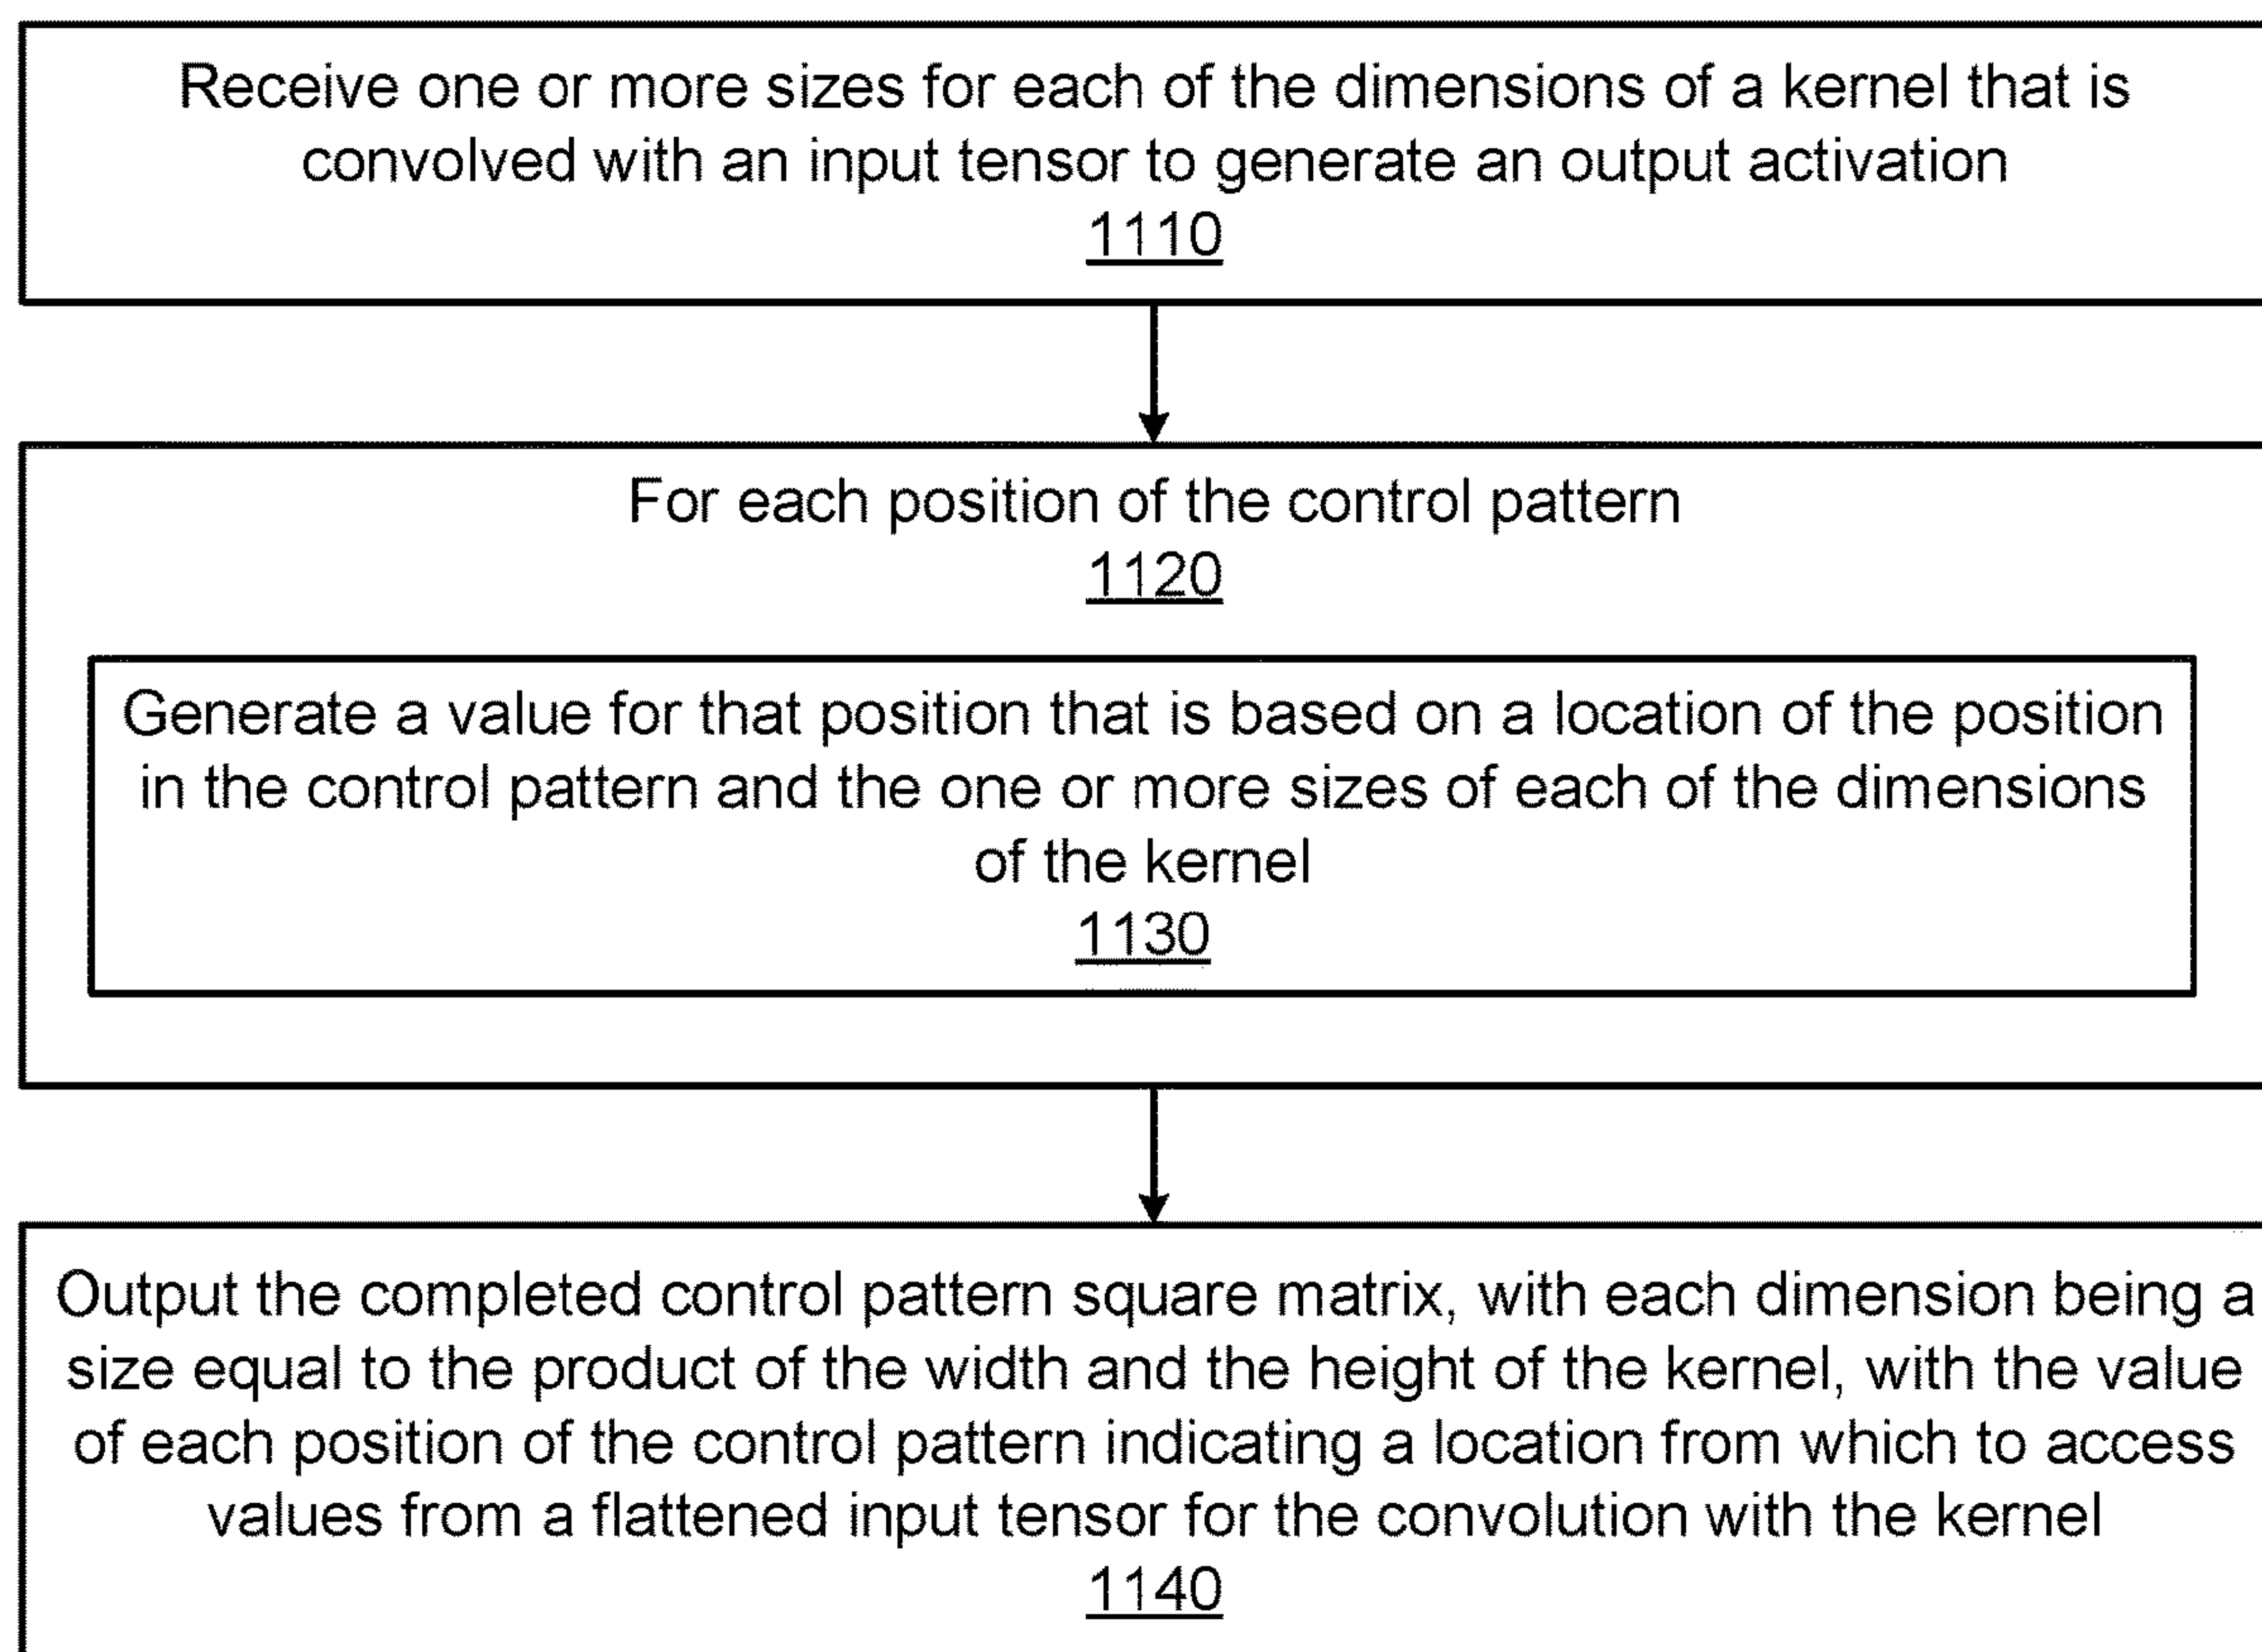 Receive one or more sizes for each of the dimensions of a kernel that is
convolved with an input tensor to generate an output activation
1110
For each position of the control pattern
1120
Generate a value for that position that is based on a location of the position
in the control pattern and the one or more sizes of each of the dimensions
of the kernel
1130
Output the completed control pattern square matrix, with each dimension being a
size equal to the product of the width and the height of the kernel, with the value
of each position of the control pattern indicating a location from which to access
values from a flattened input tensor for the convolution with the kernel
1140